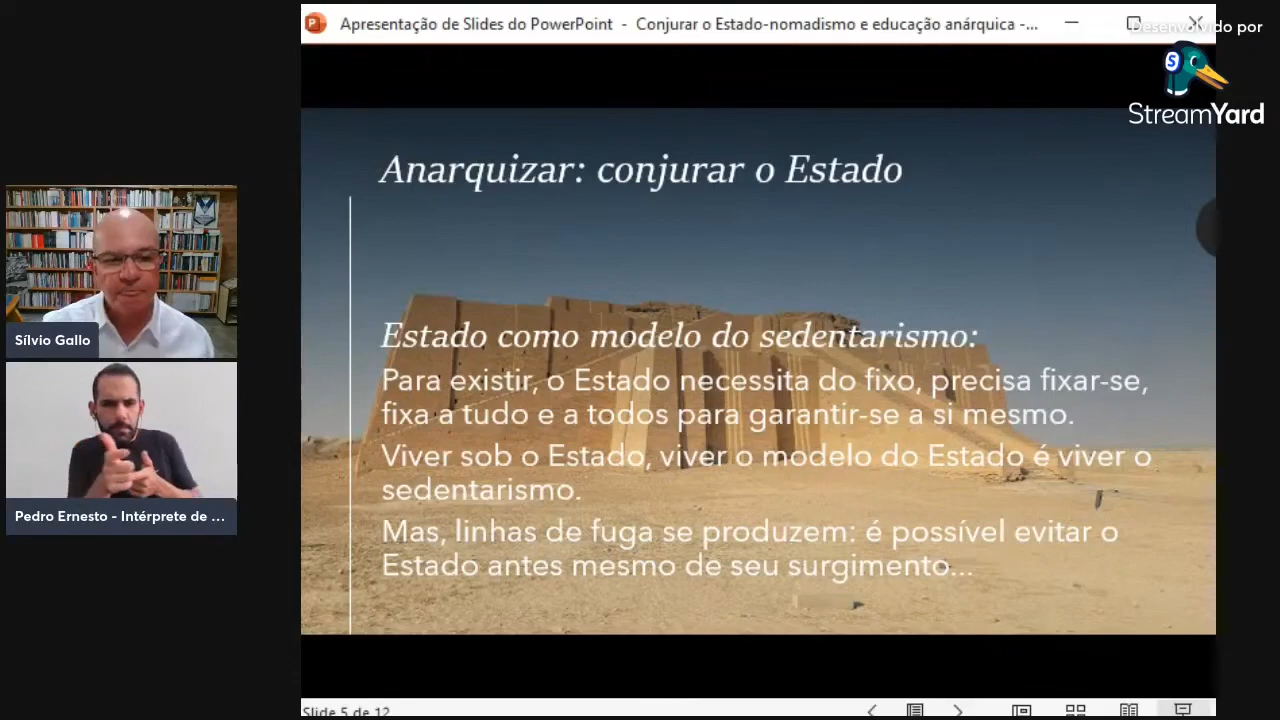 Apresentação de Slides do PowerPoint - Conjurar o Estado-nomadismo e educação anárquica -...
Desenvolvido por
StreamYard
Anarquizar: conjurar o Estado
Estado como modelo do sedentarismo:
Para existir, o Estado necessita do fixo, precisa fixar-se,
fixa a tudo e a todos para garantir-se a si mesmo.
Viver sob o Estado, viver o modelo do Estado é viver o
sedentarismo.
Mas, linhas de fuga se produzem: é possível evitar o
Estado antes mesmo de seu surgimento...
Sílvio Gallo
Pedro Ernesto - Intérprete de ...
Slide 5 de 12